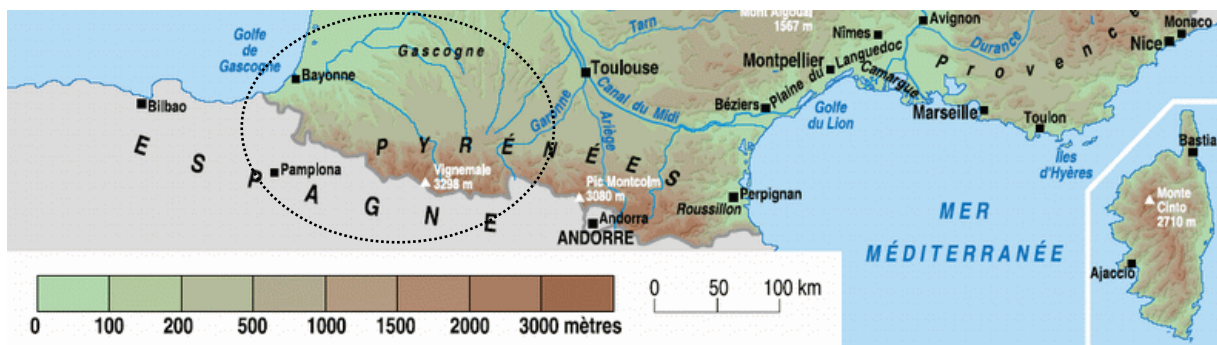 Mont Aigoual
1567 m
Tarn
Avignon
Monaco
Nîmes
Nice
Durance
Provence
Golfe
de
Gascogne
Gascogne
Bayonne
Toulouse
Montpellier
Plaine du Languedoc
Camargue
Bilbao
Garonne
Canal du Midi
Béziers
Golfe
du Lion
Marseille
Toulon
Îles
d'Hyères
Ariège
PYRÉNÉES
ESPAGNE
Pamplona
Vignemale
3298 m
Pic Montcolm
3080 m
Perpignan
Roussillon
Andorra
ANDORRE
MER
MÉDITERRANÉE
Bastia
Monte
Cinto
2710 m
Ajaccio
0 50 100 km
0 100 200 500 1000 1500 2000 3000 mètres